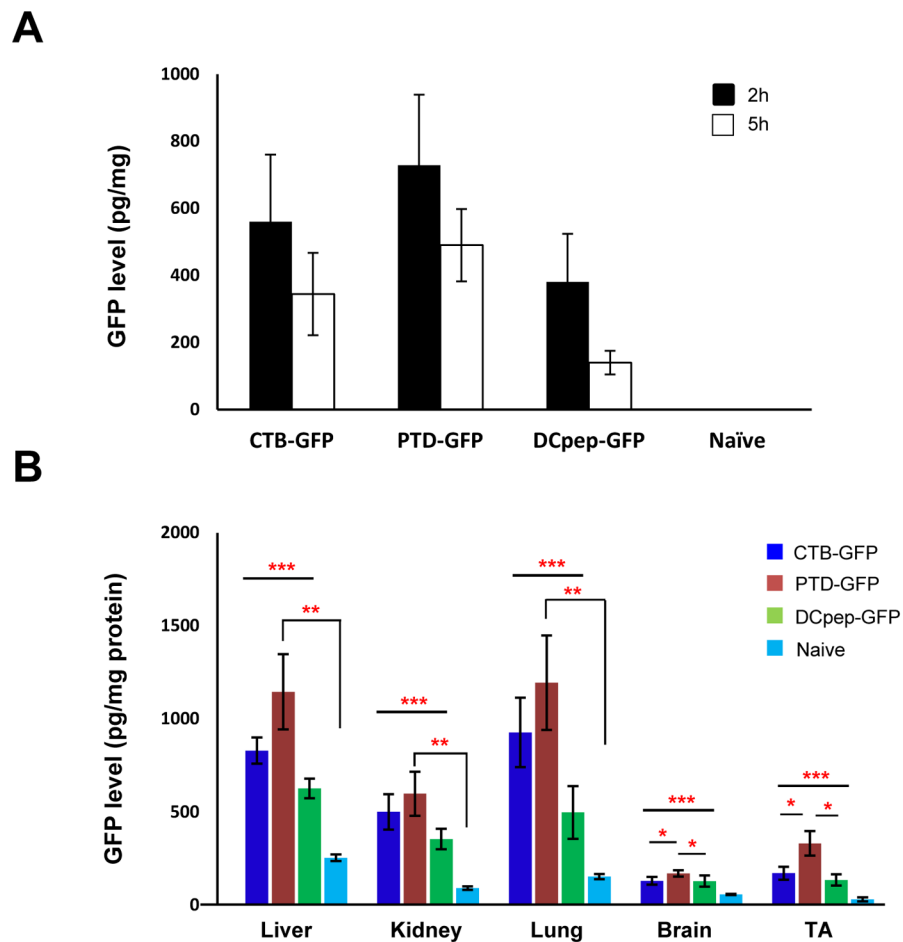 A
1000
800
600
400
200
0
GFP level (pg/mg)
2h
5h
CTB-GFP PTD-GFP DCpep-GFP Naïve
B
2000
1500
1000
500
0
GFP level (pg/mg protein)
CTB-GFP
PTD-GFP
DCpep-GFP
Naive
*** ** *** ** *** ** *** * * *** * *
Liver Kidney Lung Brain TA